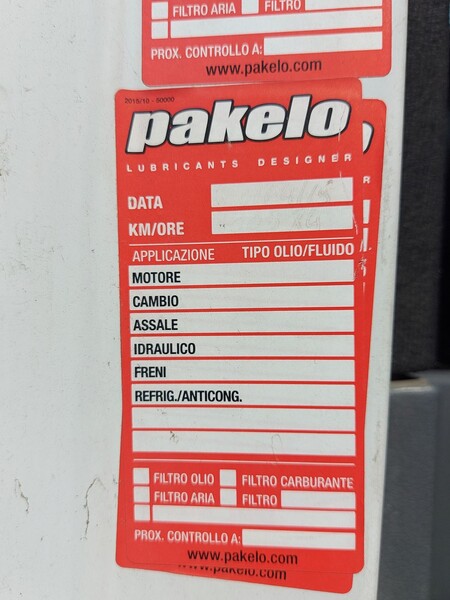 FILTRO ARIA FILTRO
PROX. CONTROLLO A:
www.pakelo.com
2015/10 - 50000
pakelo
LUBRICANTS DESIGNER
R
DATA
KM/ORE
APPLICAZIONE TIPO OLIO/FLUIDO
MOTORE
CAMBIO
ASSALE
IDRAULICO
FRENI
REFRIG./ANTICONG.
FILTRO OLIO FILTRO CARBURANTE
FILTRO ARIA FILTRO
PROX. CONTROLLO A:
www.pakelo.com
www.pakelo.com